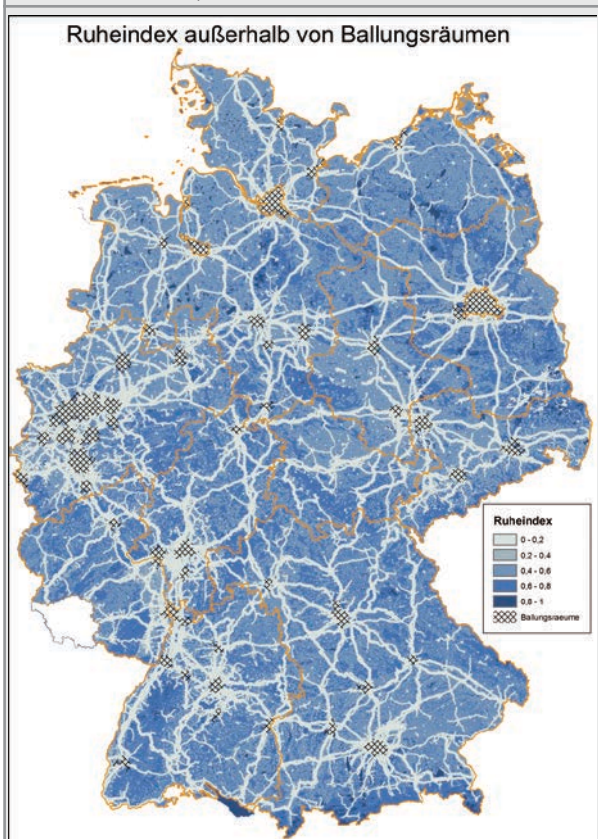 Ruheindex außerhalb von Ballungsräumen
Ruheindex
0 - 0,2
0,2 - 0,4
0,4 - 0,6
0,6 - 0,8
0,8 - 1
Ballungsraeume